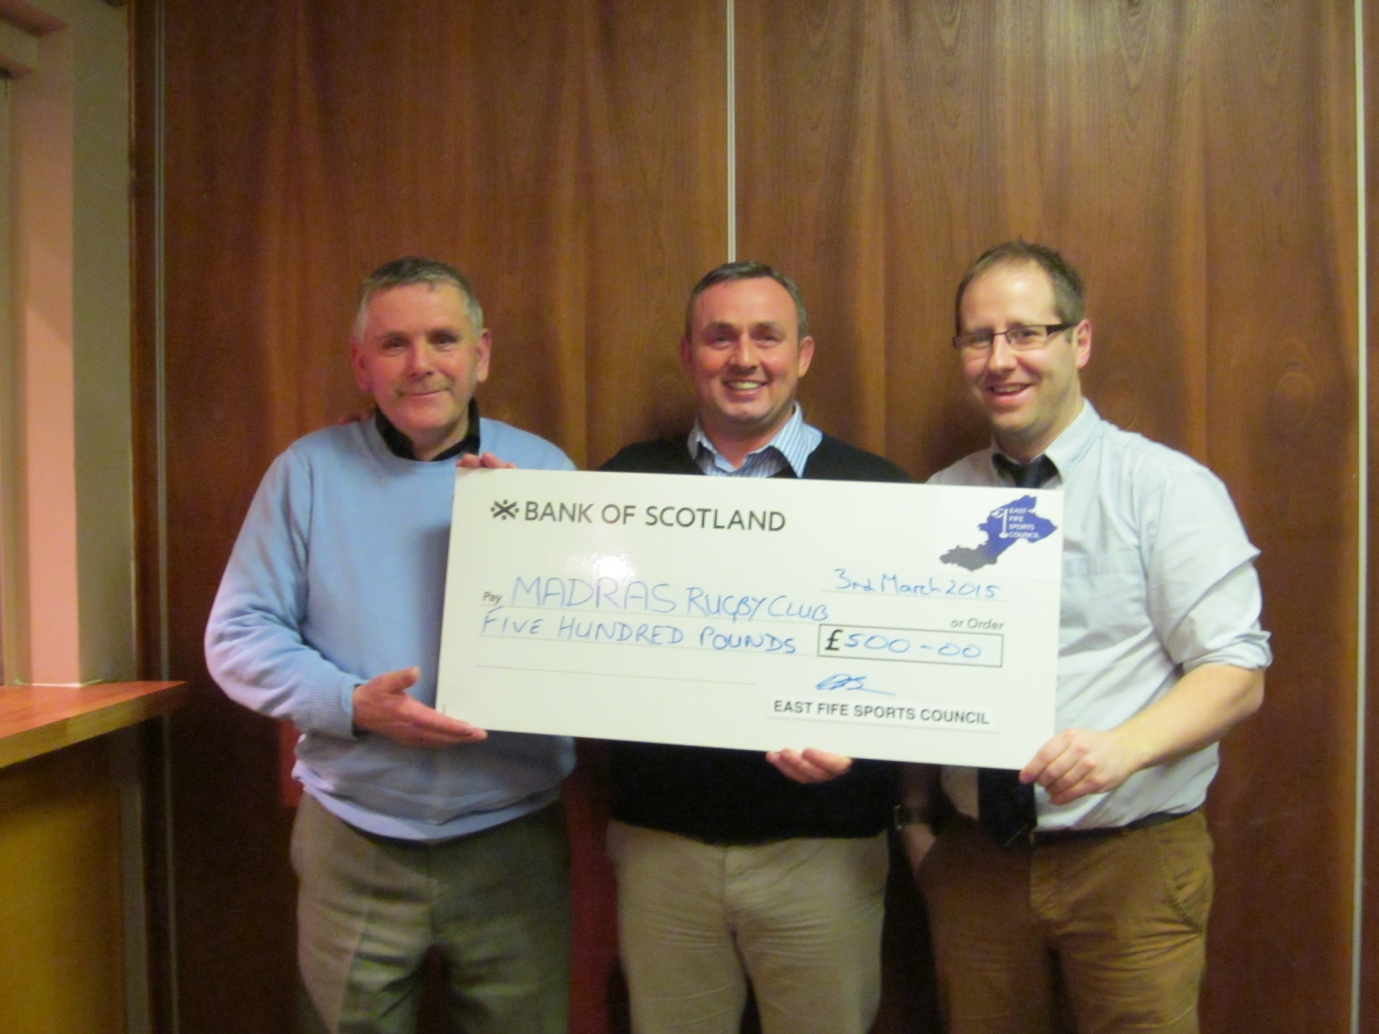 BANK OF SCOTLAND
EAST
FIFE
SPORTS
COUNCIL
3rd March 2015
Pay MADRAS RUGBY CLUB
or Order
FIVE HUNDRED POUNDS £500-00
EAST FIFE SPORTS COUNCIL